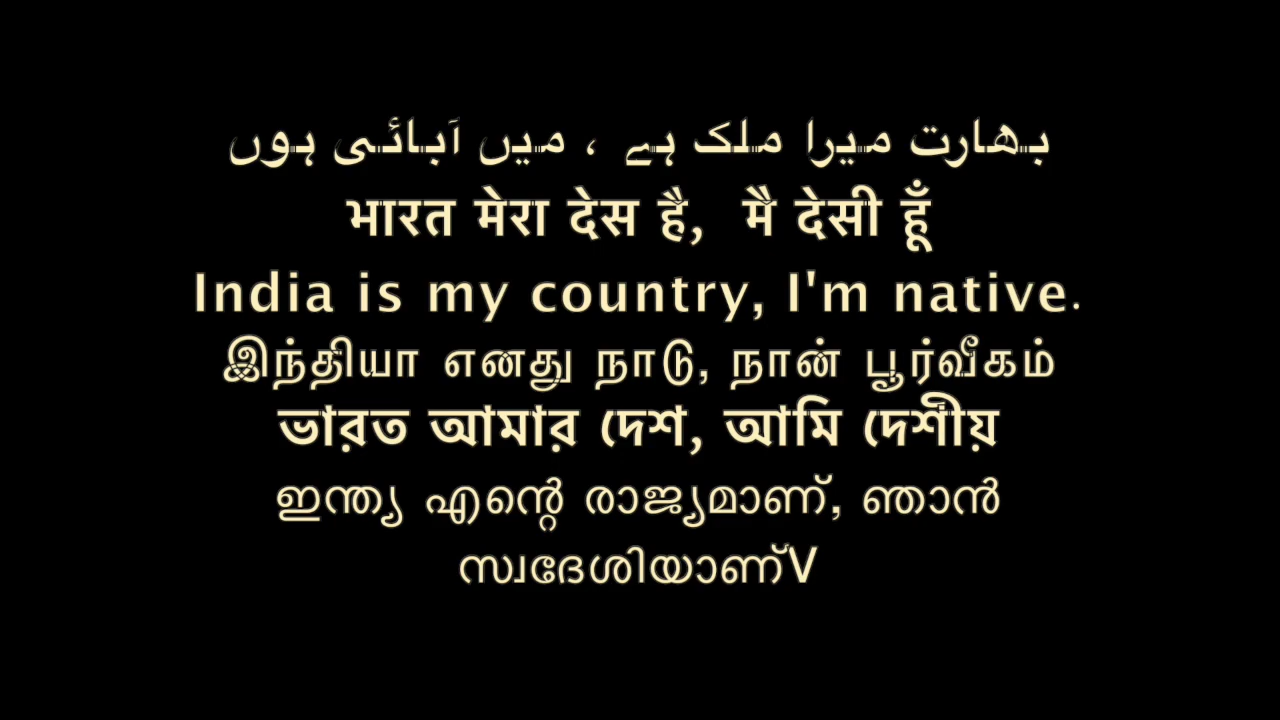 بھارت میرا ملک ہے ، میں آبائی ہوں
भारत मेरा देस है, मै देसी हूँ
India is my country, I'm native.
இந்தியா எனது நாடு, நான் பூர்வீகம்
ভারত আমার দেশ, আমি দেশীয়
ഇന്ത്യ എന്റെ രാജ്യമാണ്, ഞാൻ
സ്വദേശിയാണ്V